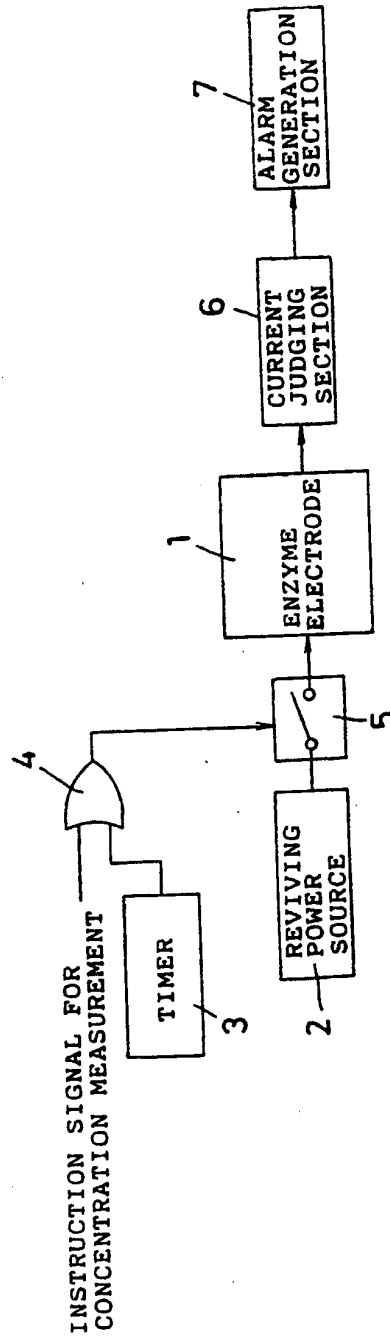 INSTRUCTION SIGNAL FOR
CONCENTRATION MEASUREMENT
4
TIMER
3
REVIVING
POWER
SOURCE
2
5
1
ENZYME
ELECTRODE
6
CURRENT
JUDGING
SECTION
7
ALARM
GENERATION
SECTION